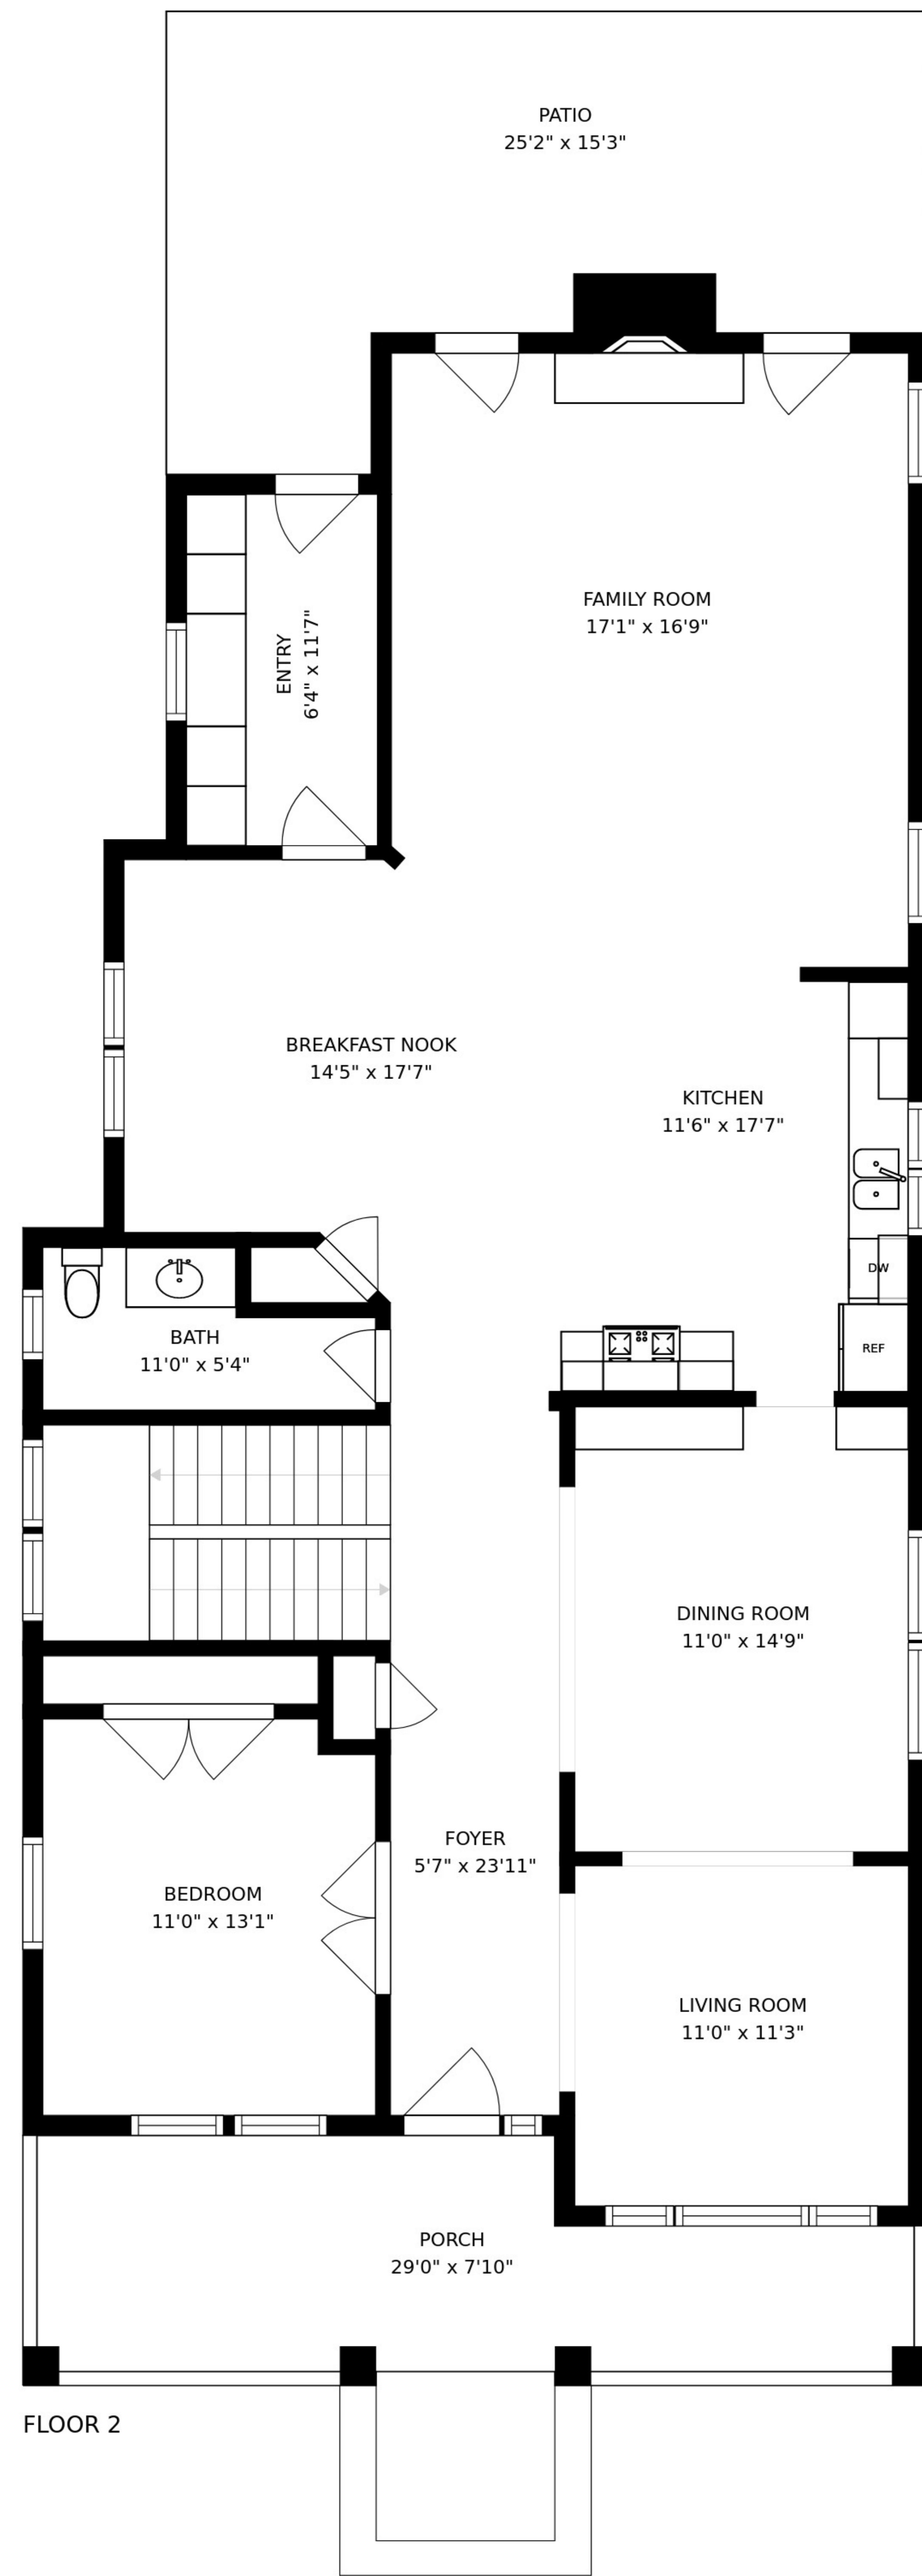 PATIO
25'2" x 15'3"
FAMILY ROOM
17'1" x 16'9"
ENTRY
6'4" x 11'7"
BREAKFAST NOOK
14'5" x 17'7"
KITCHEN
11'6" x 17'7"
DW
REF
BATH
11'0" x 5'4"
DINING ROOM
11'0" x 14'9"
FOYER
5'7" x 23'11"
BEDROOM
11'0" x 13'1"
LIVING ROOM
11'0" x 11'3"
PORCH
29'0" x 7'10"
FLOOR 2